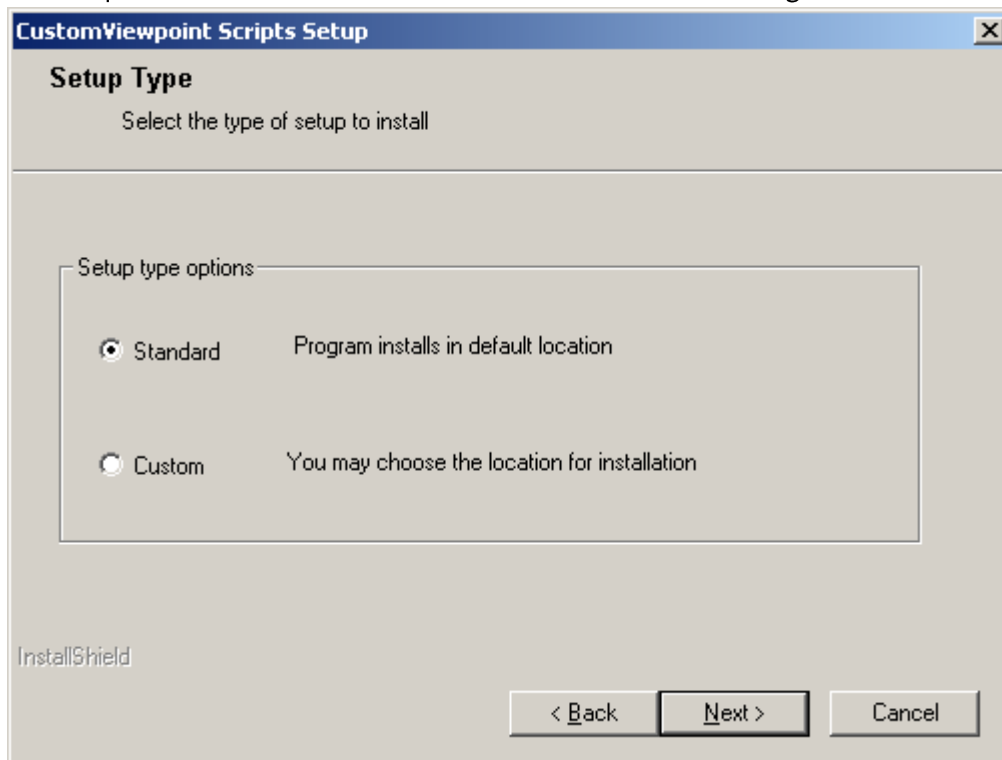 CustomViewpoint Scripts Setup
Setup Type
Select the type of setup to install
Setup type options
Standard Program installs in default location
Custom You may choose the location for installation
InstallShield
< Back Next > Cancel